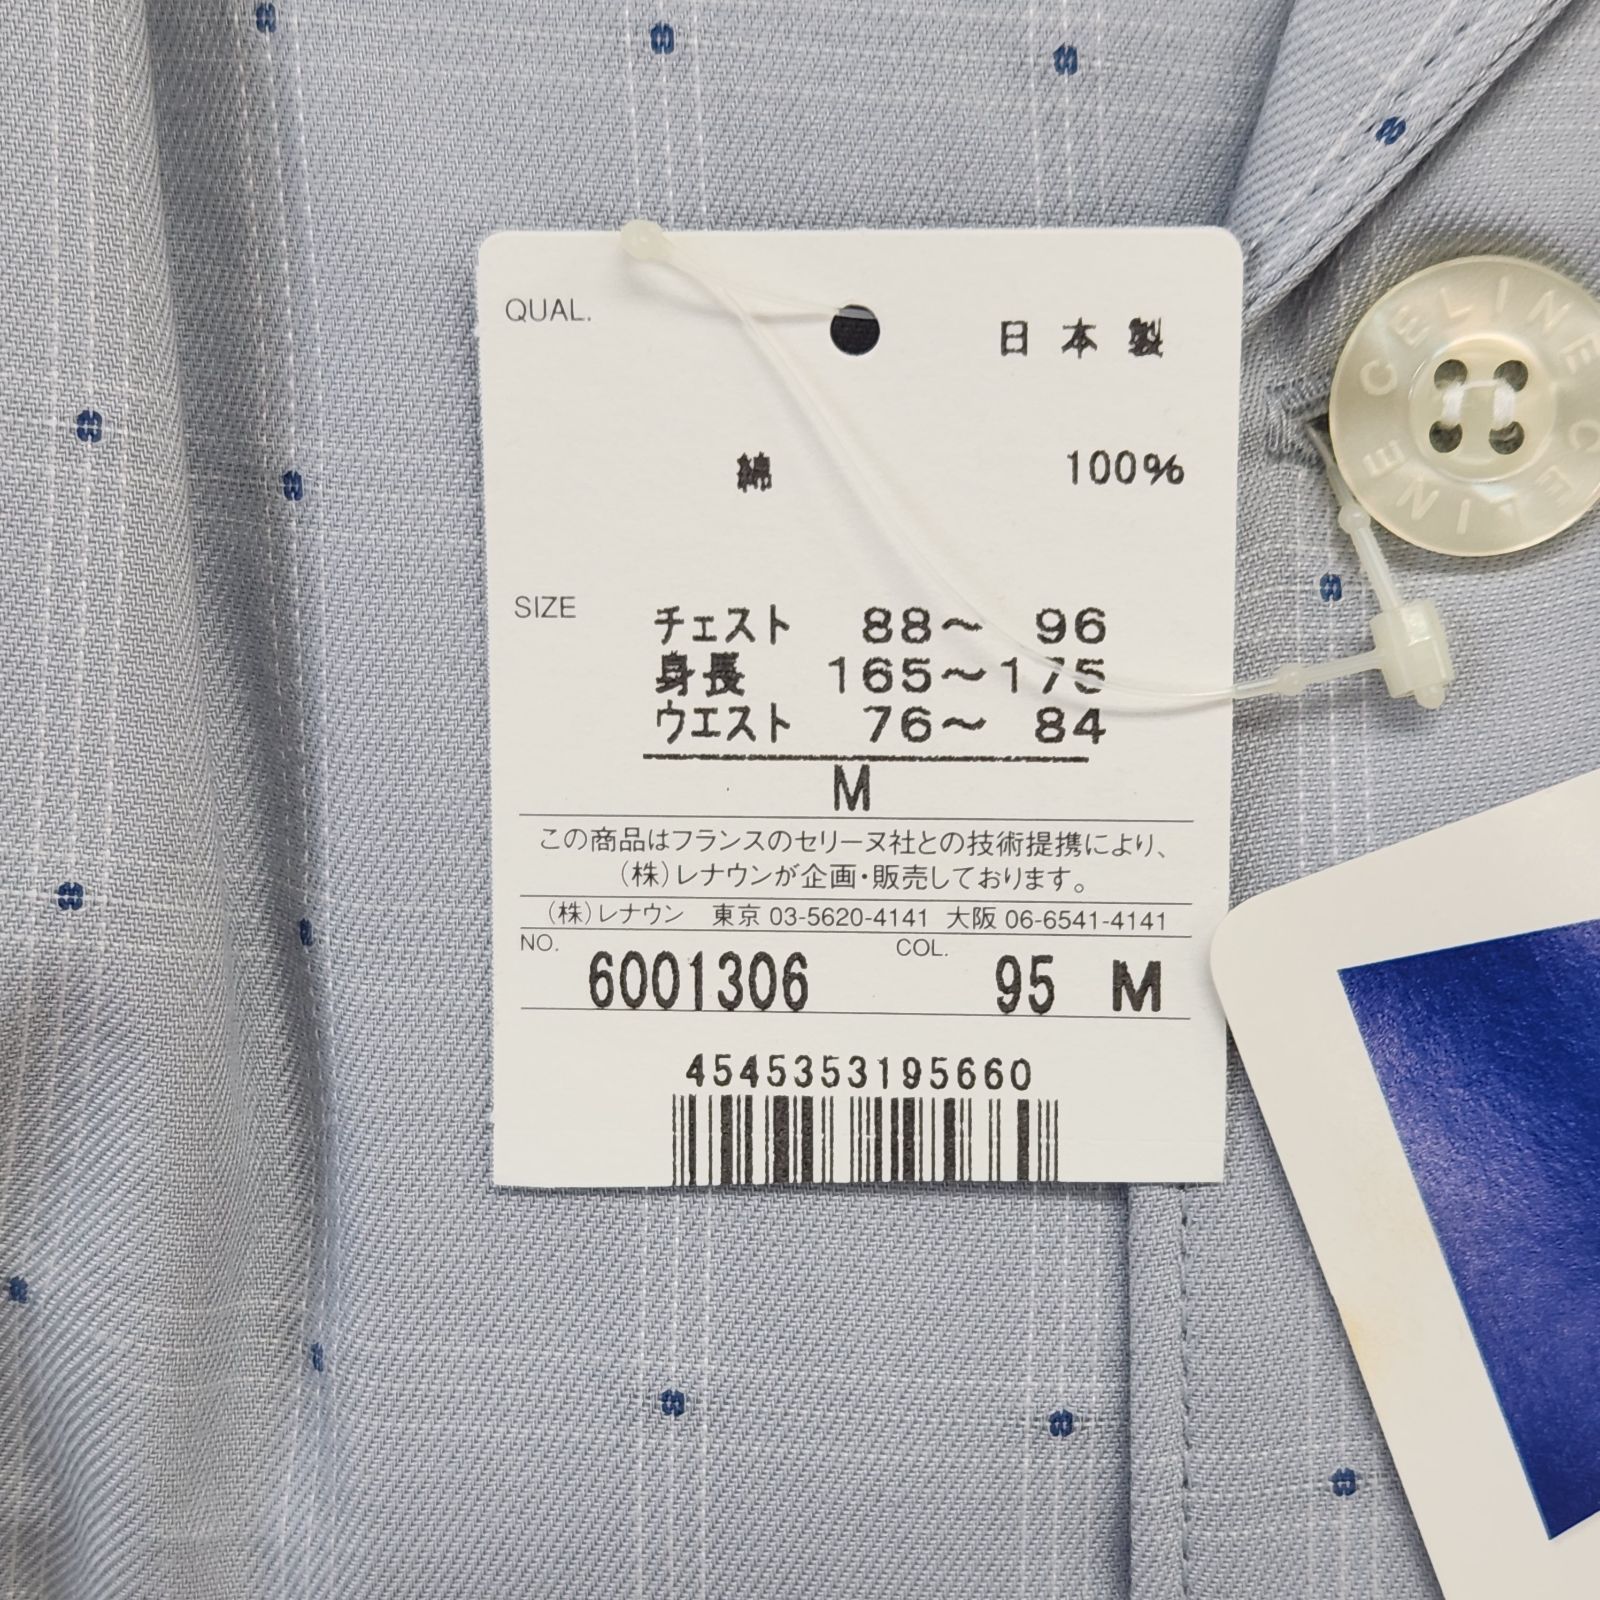 QUAL.
日本製
綿 100%
CELINE CELINE
SIZE
チェスト 88～ 96
身長 165～175
ウエスト 76～ 84
M
この商品はフランスのセリーヌ社との技術提携により、
（株）レナウンが企画・販売しております。
（株）レナウン 東京 03-5620-4141 大阪 06-6541-4141
NO. 6001306 COL. 95 M
4545353195660